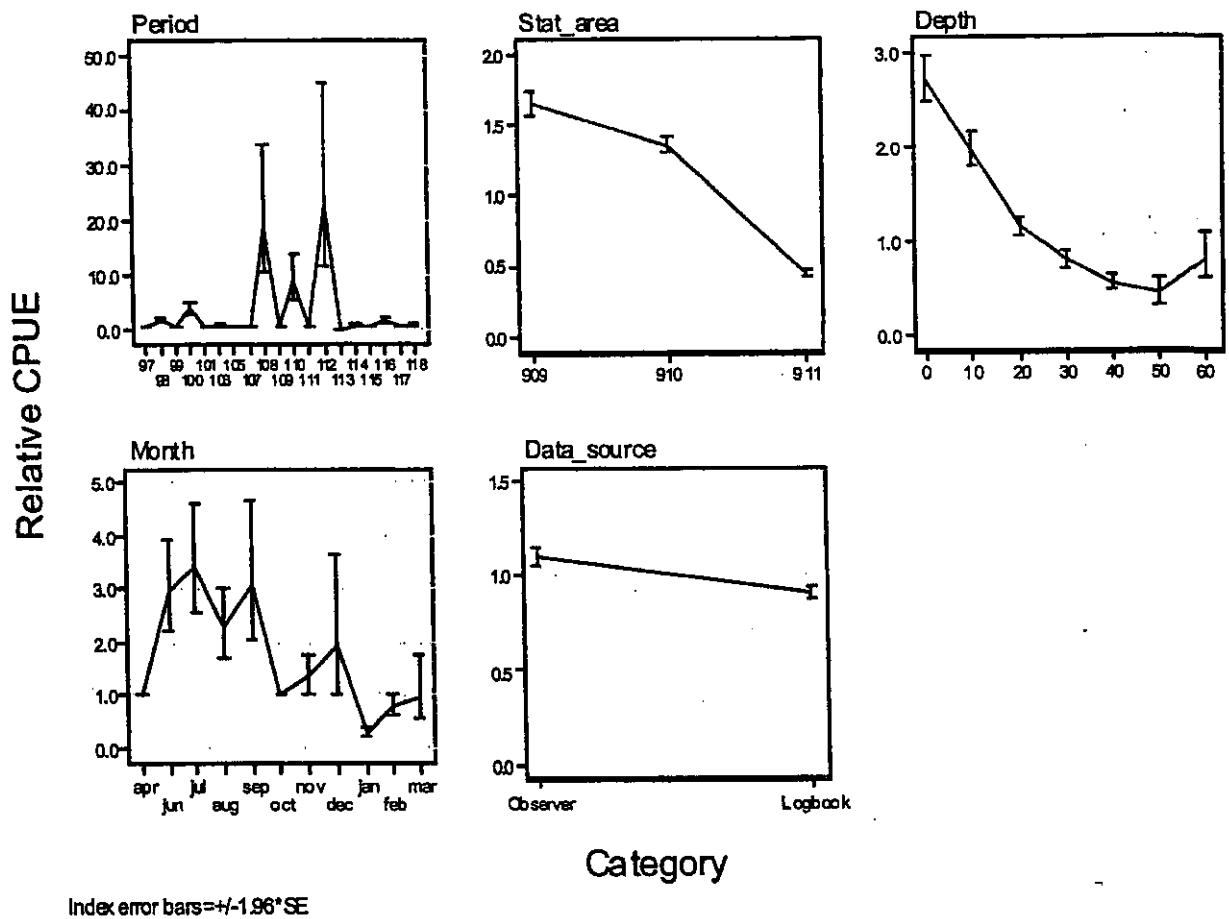 Relative CPUE
Period
50.0
40.0
30.0
20.0
10.0
0.0
97 99 101 105 108 110 112 114 116 118
98 100 103 107 109 111 113 115 117
Stat_area
2.0
1.5
1.0
0.5
0.0
909 910 911
Depth
3.0
2.0
1.0
0.0
0 10 20 30 40 50 60
Month
5.0
4.0
3.0
2.0
1.0
0.0
apr jul sep nov jan mar
jun aug oct dec feb
Data_source
1.5
1.0
0.5
0.0
Observer Logbook
Category
Index error bars=+/-1.96*SE